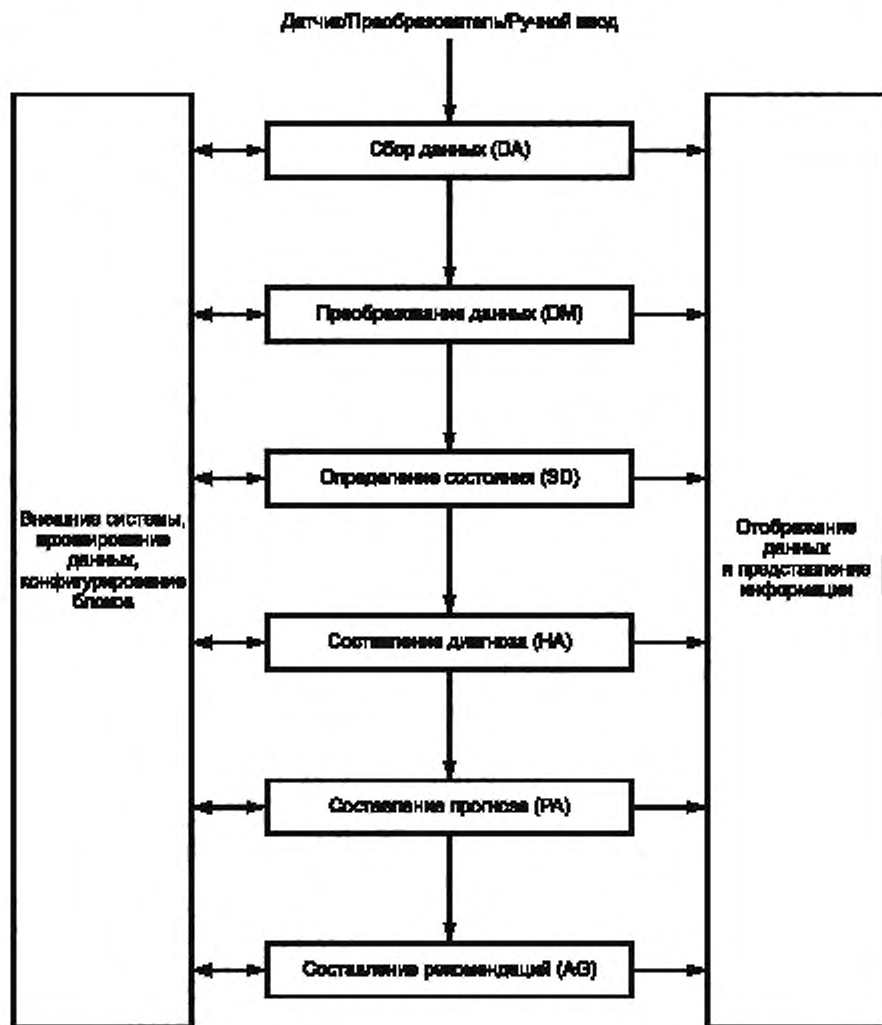 Датчик/Преобразователь/Ручной ввод
Сбор данных (DA)
Преобразование данных (DM)
Определение состояния (SD)
Внешние системы,
архивирование
данных,
конфигурирование
блоков
Отображение
данных
и представление
информации
Составление диагноза (HA)
Составление прогноза (PA)
Составление рекомендаций (AG)